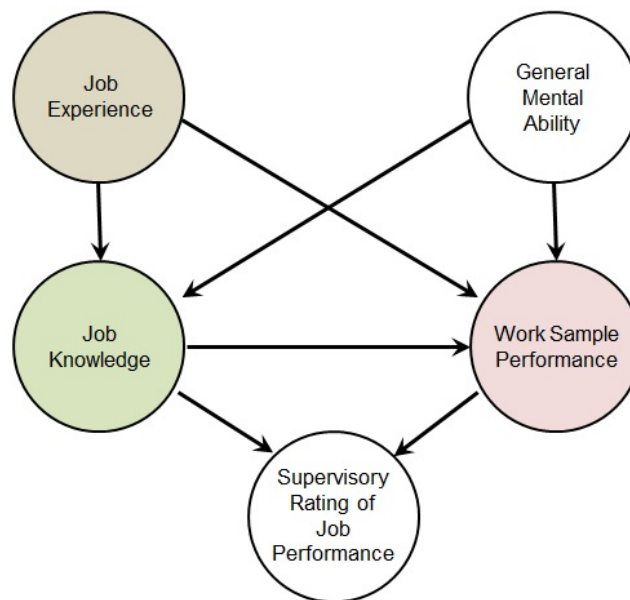 Job
Experience
General
Mental
Ability
Job
Knowledge
Work Sample
Performance
Supervisory
Rating of
Job
Performance